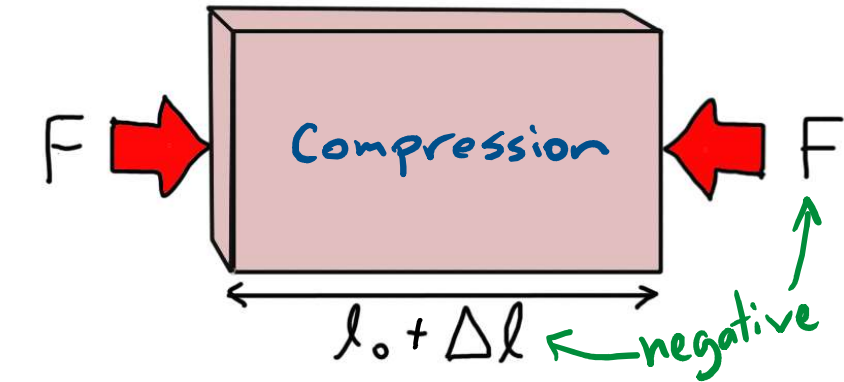 F Compression F
l₀ + Δl negative